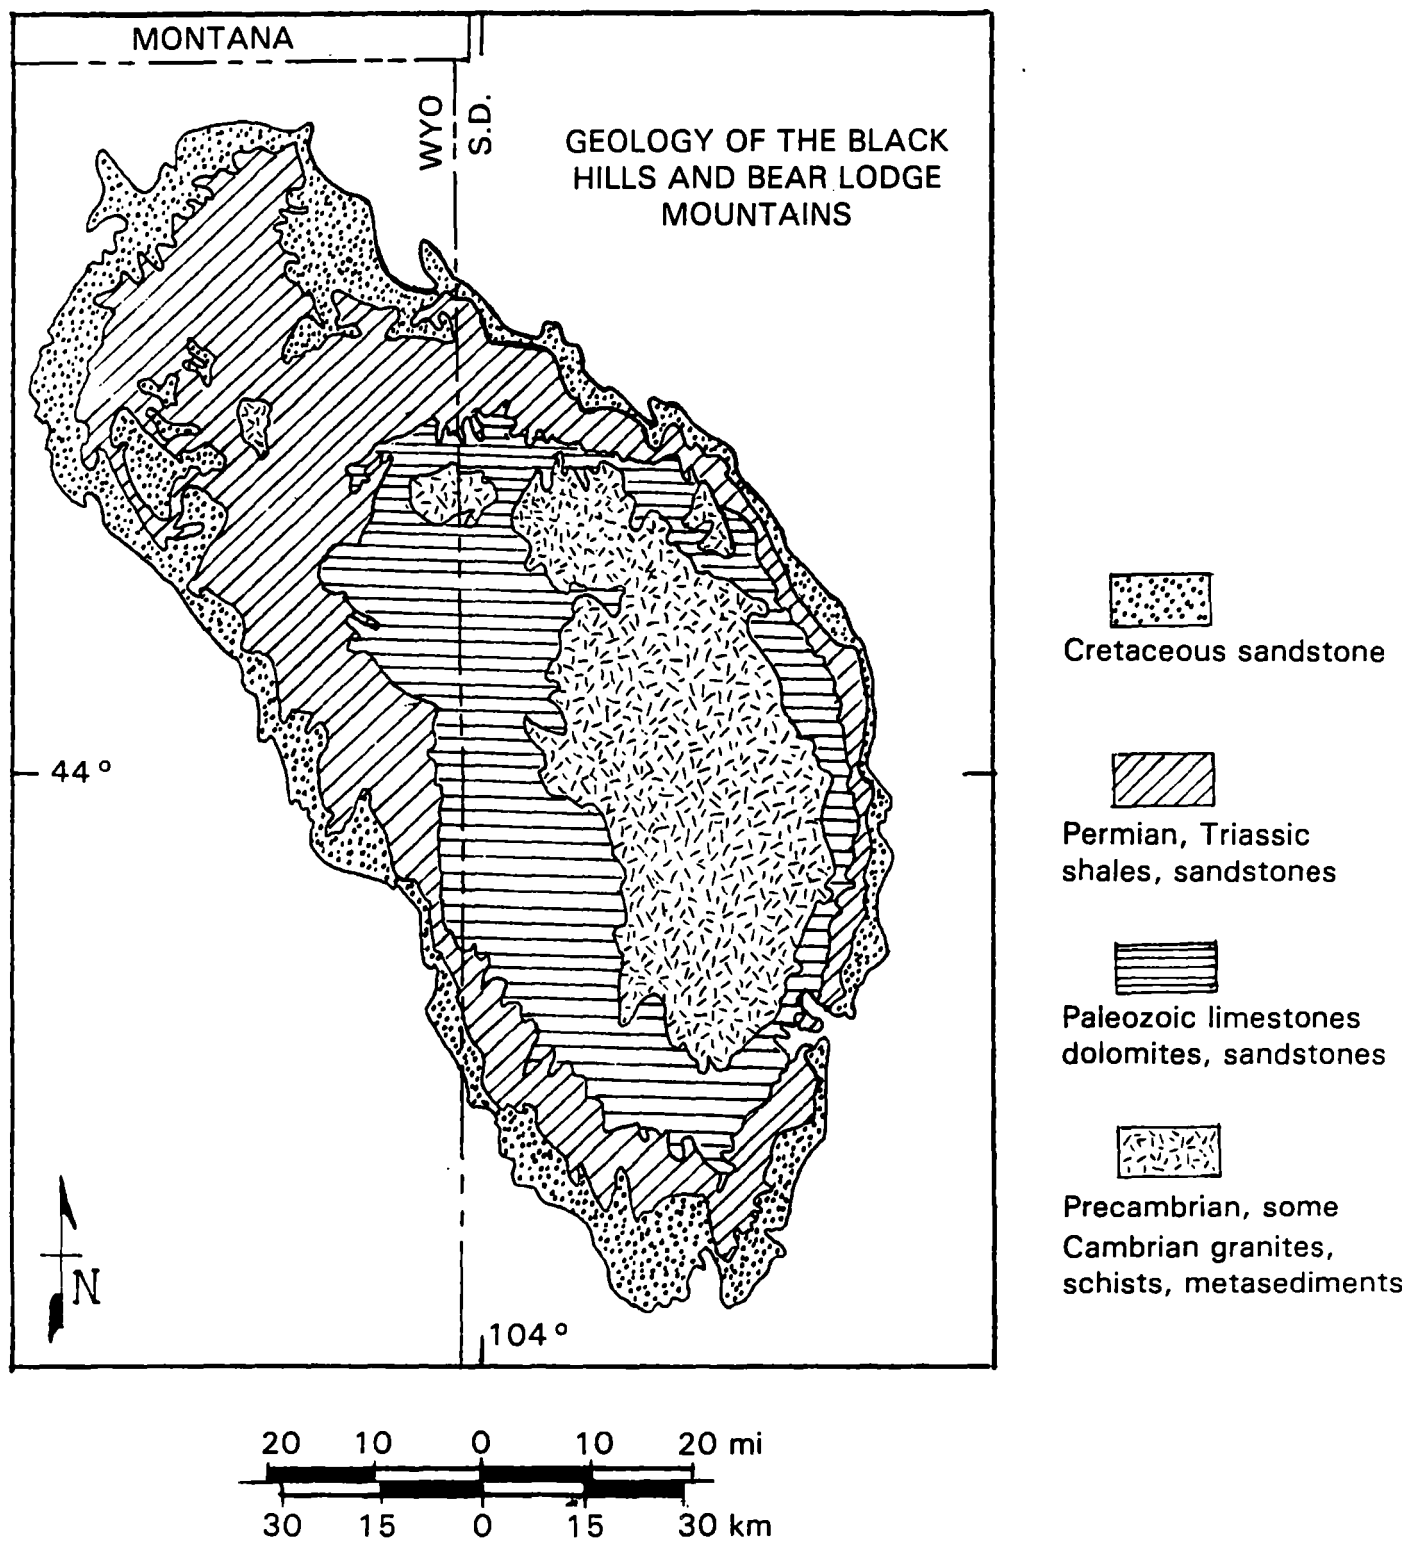 MONTANA
WYO
S.D.
GEOLOGY OF THE BLACK
HILLS AND BEAR LODGE
MOUNTAINS
44°
Cretaceous sandstone
Permian, Triassic
shales, sandstones
Paleozoic limestones
dolomites, sandstones
Precambrian, some
Cambrian granites,
schists, metasediments
N
104°
20 10 0 10 20 mi
30 15 0 15 30 km